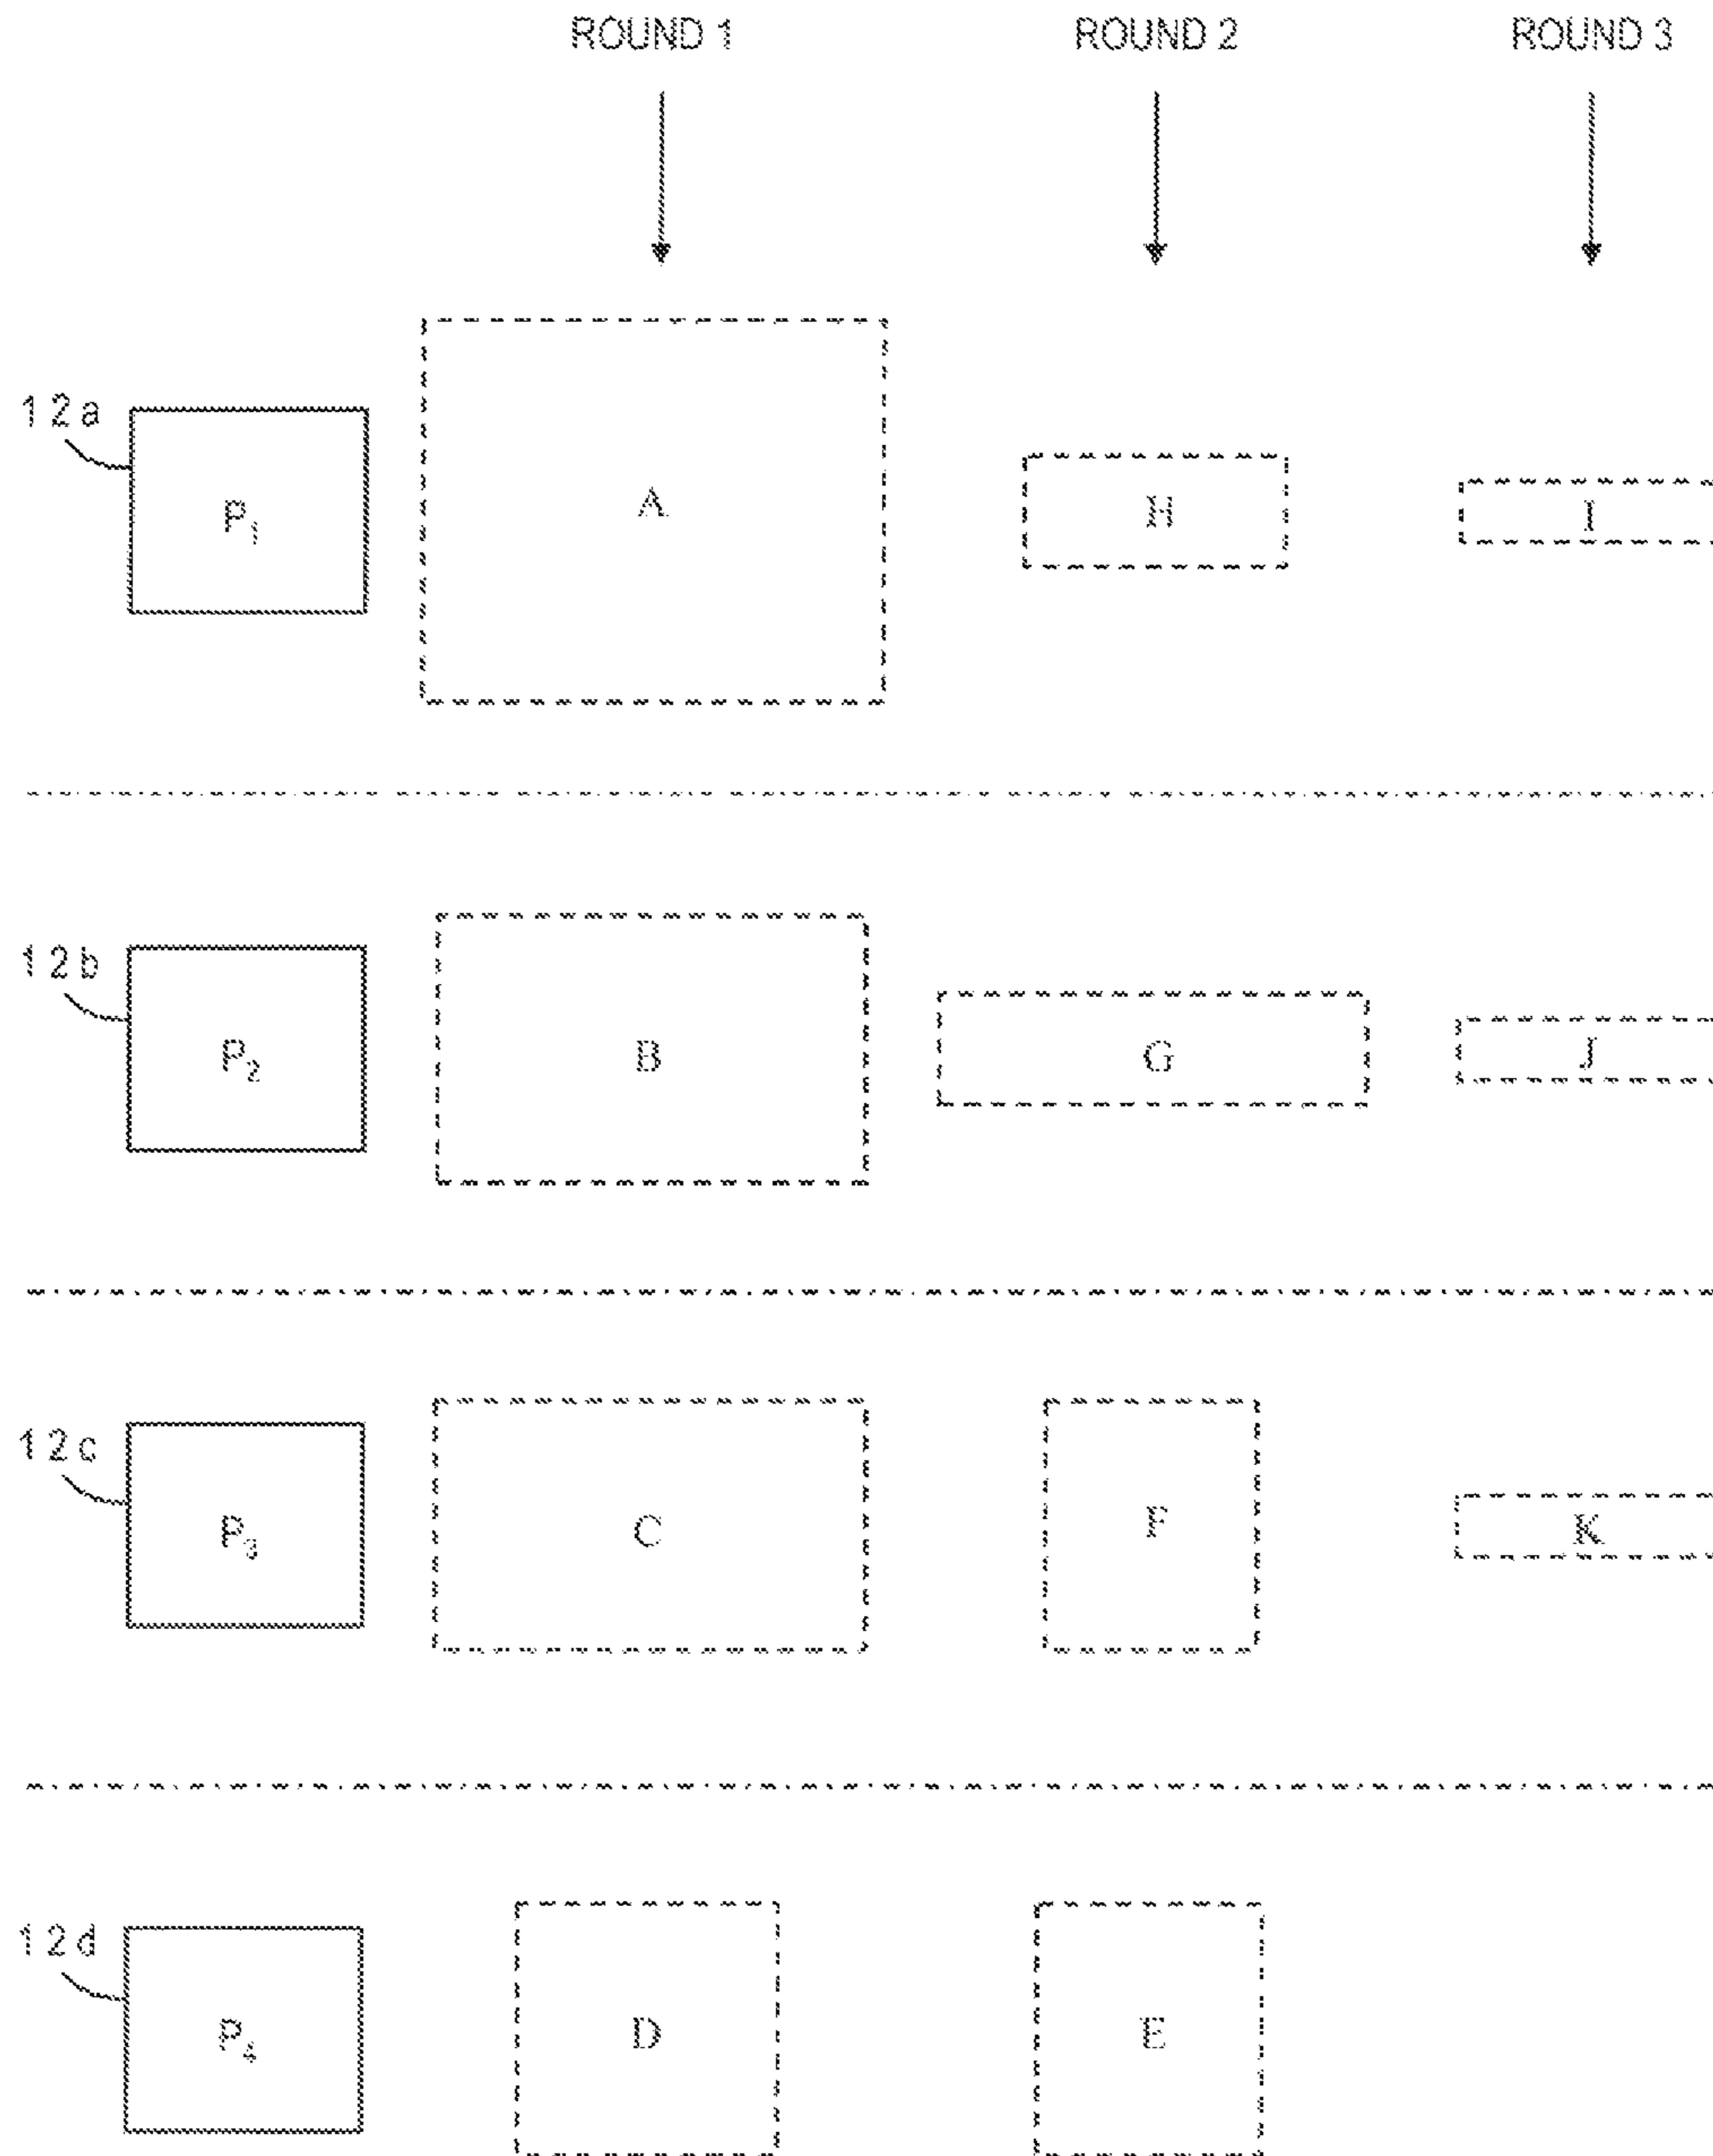 ROUND 1 ROUND 2 ROUND 3
12a
P₁ A H I
12b
P₂ B G J
12c
P₃ C F K
12d
P₄ D E